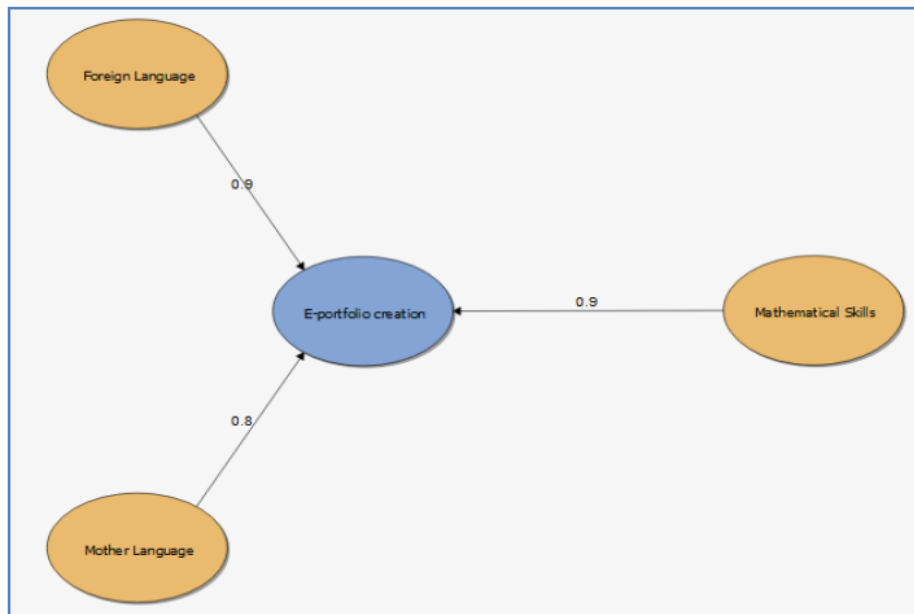 Foreign Language
0.9
E-portfolio creation
0.9
Mathematical Skills
0.8
Mother Language